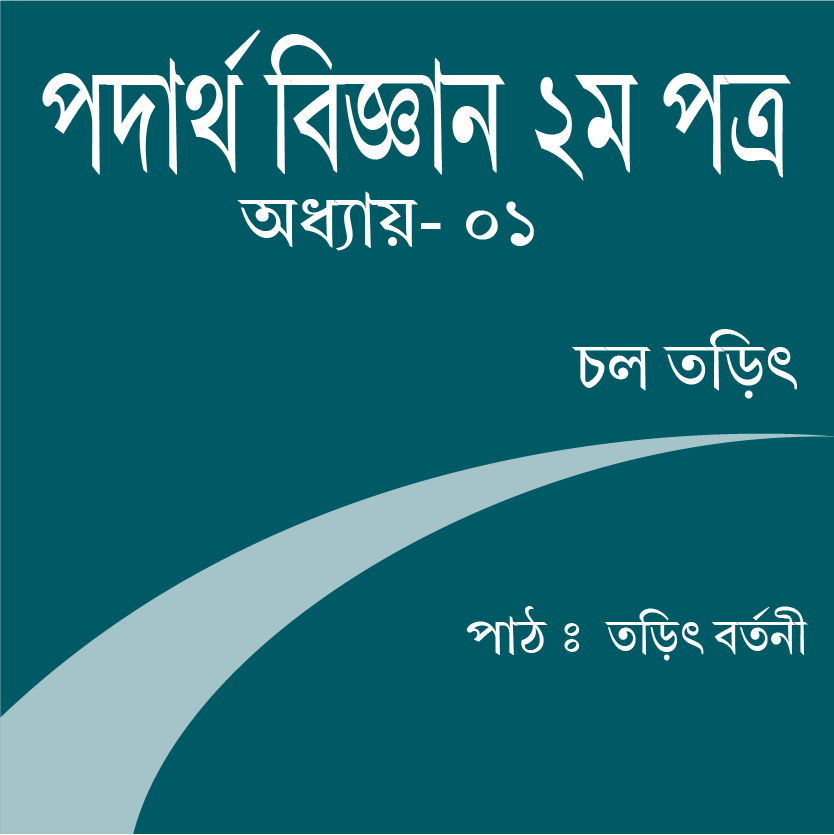 পদার্থ বিজ্ঞান ২ম পত্র
অধ্যায়- ০১
চল তড়িৎ
পাঠ ঃ তড়িৎ বর্তনী